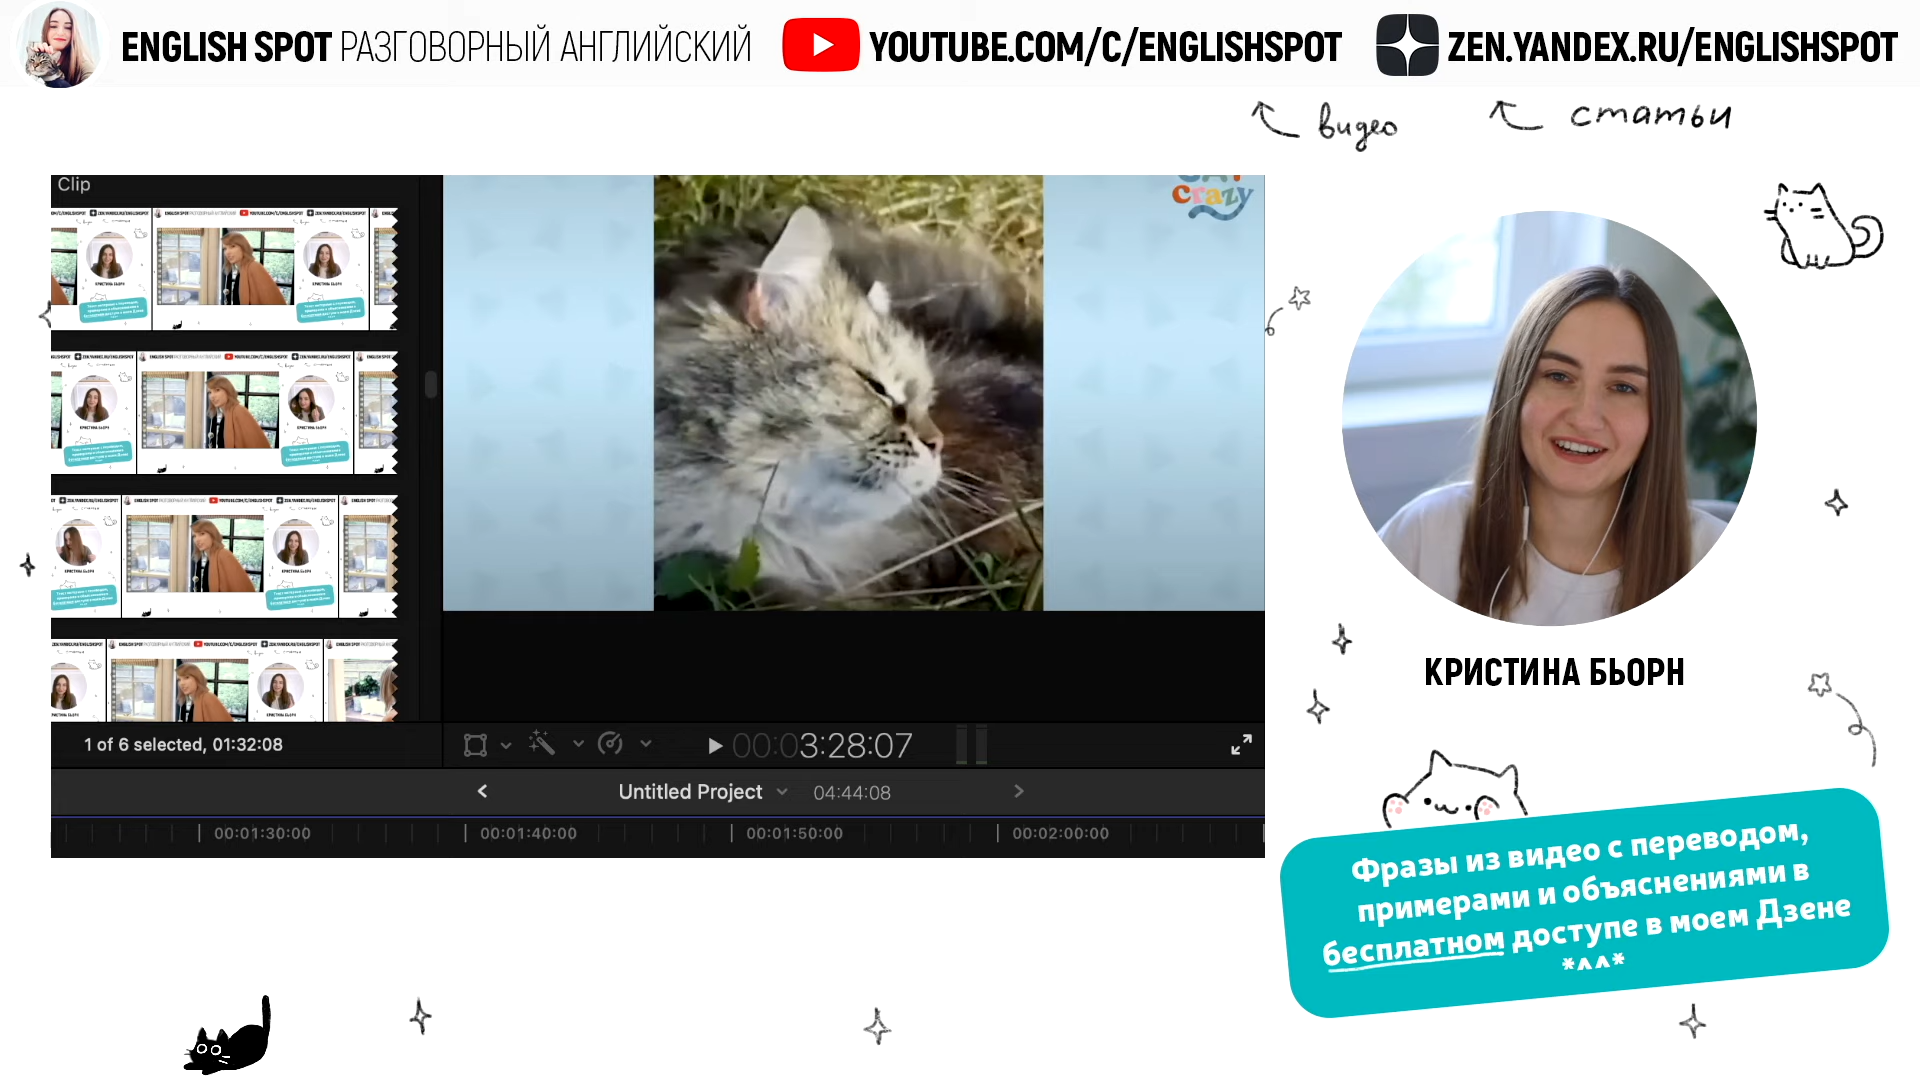 ENGLISH SPOT РАЗГОВОРНЫЙ АНГЛИЙСКИЙ YOUTUBE.COM/C/ENGLISHSPOT ZEN.YANDEX.RU/ENGLISHSPOT
видео статьи
Clip
crazy
КРИСТИНА БЬОРН
1 of 6 selected, 01:32:08
00:03:28:07
Untitled Project 04:44:08
00:01:30:00 00:01:40:00 00:01:50:00 00:02:00:00
Фразы из видео с переводом,
примерами и объяснениями в
бесплатном доступе в моем Дзене
*^^*